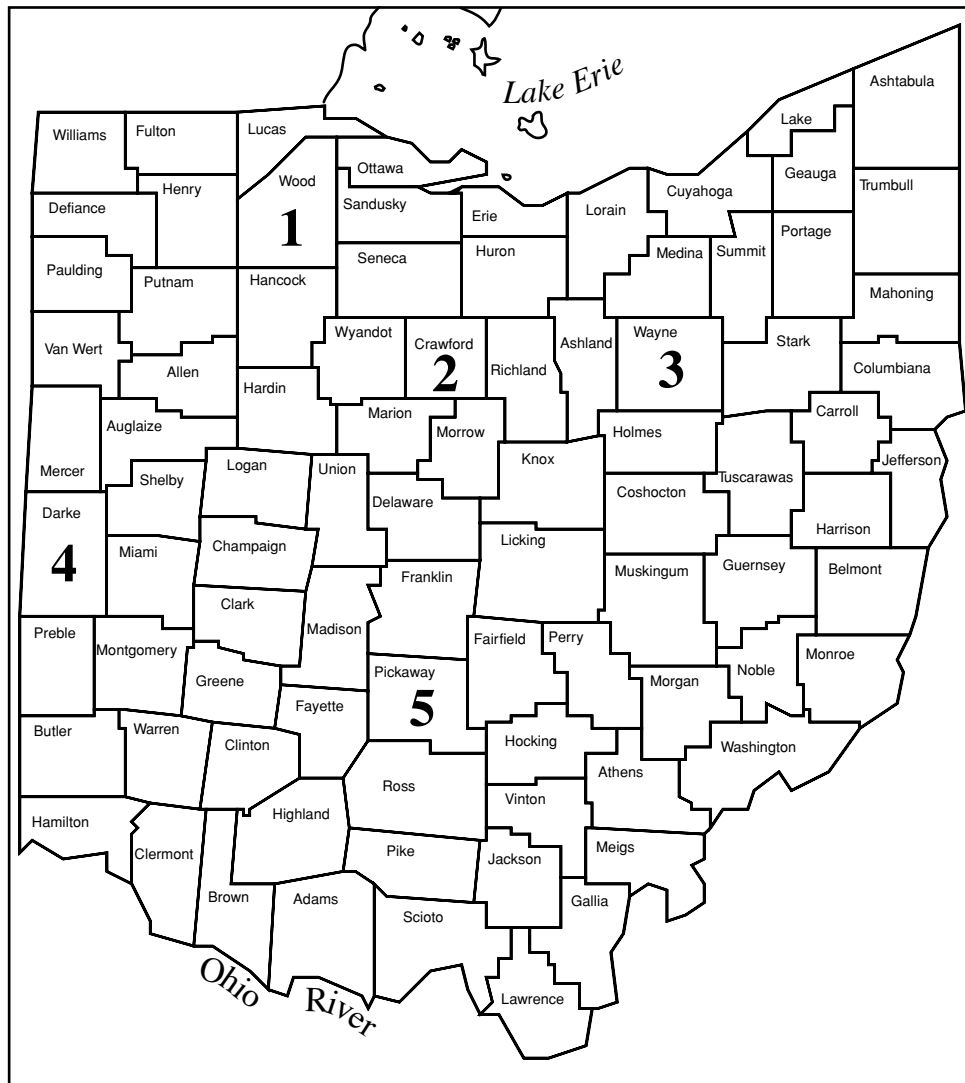 Lake Erie
Ashtabula
Lake
Williams
Fulton
Lucas
Ottawa
Geauga
Wood
1
Henry
Sandusky
Cuyahoga
Trumbull
Defiance
Erie
Lorain
Portage
Seneca
Huron
Medina
Summit
Paulding
Putnam
Hancock
Mahoning
Wyandot
Crawford
2
Ashland
Wayne
3
Stark
Van Wert
Allen
Richland
Columbiana
Hardin
Marion
Carroll
Auglaize
Morrow
Holmes
Mercer
Logan
Union
Knox
Jefferson
Shelby
Tuscarawas
Coshocton
Delaware
Darke
4
Harrison
Champaign
Licking
Miami
Guernsey
Belmont
Muskingum
Franklin
Clark
Madison
Preble
Montgomery
Fairfield
Perry
Monroe
Noble
Pickaway
5
Morgan
Greene
Fayette
Butler
Warren
Clinton
Hocking
Washington
Athens
Ross
Vinton
Highland
Hamilton
Clermont
Pike
Jackson
Meigs
Brown
Adams
Gallia
Scioto
Lawrence
Ohio
River